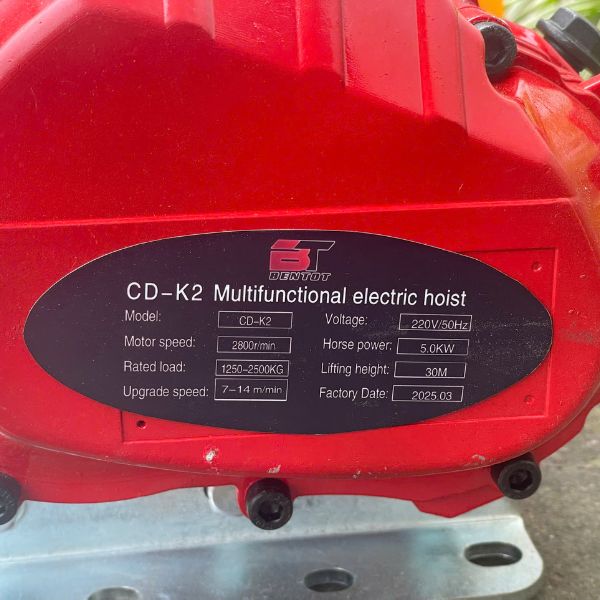 BT
BENTOT
CD-K2 Multifunctional electric hoist
Model: CD-K2 Voltage: 220V/50Hz
Motor speed: 2800r/min Horse power: 5.0KW
Rated load: 1250-2500KG Lifting height: 30M
Upgrade speed: 7-14 m/min Factory Date: 2025.03